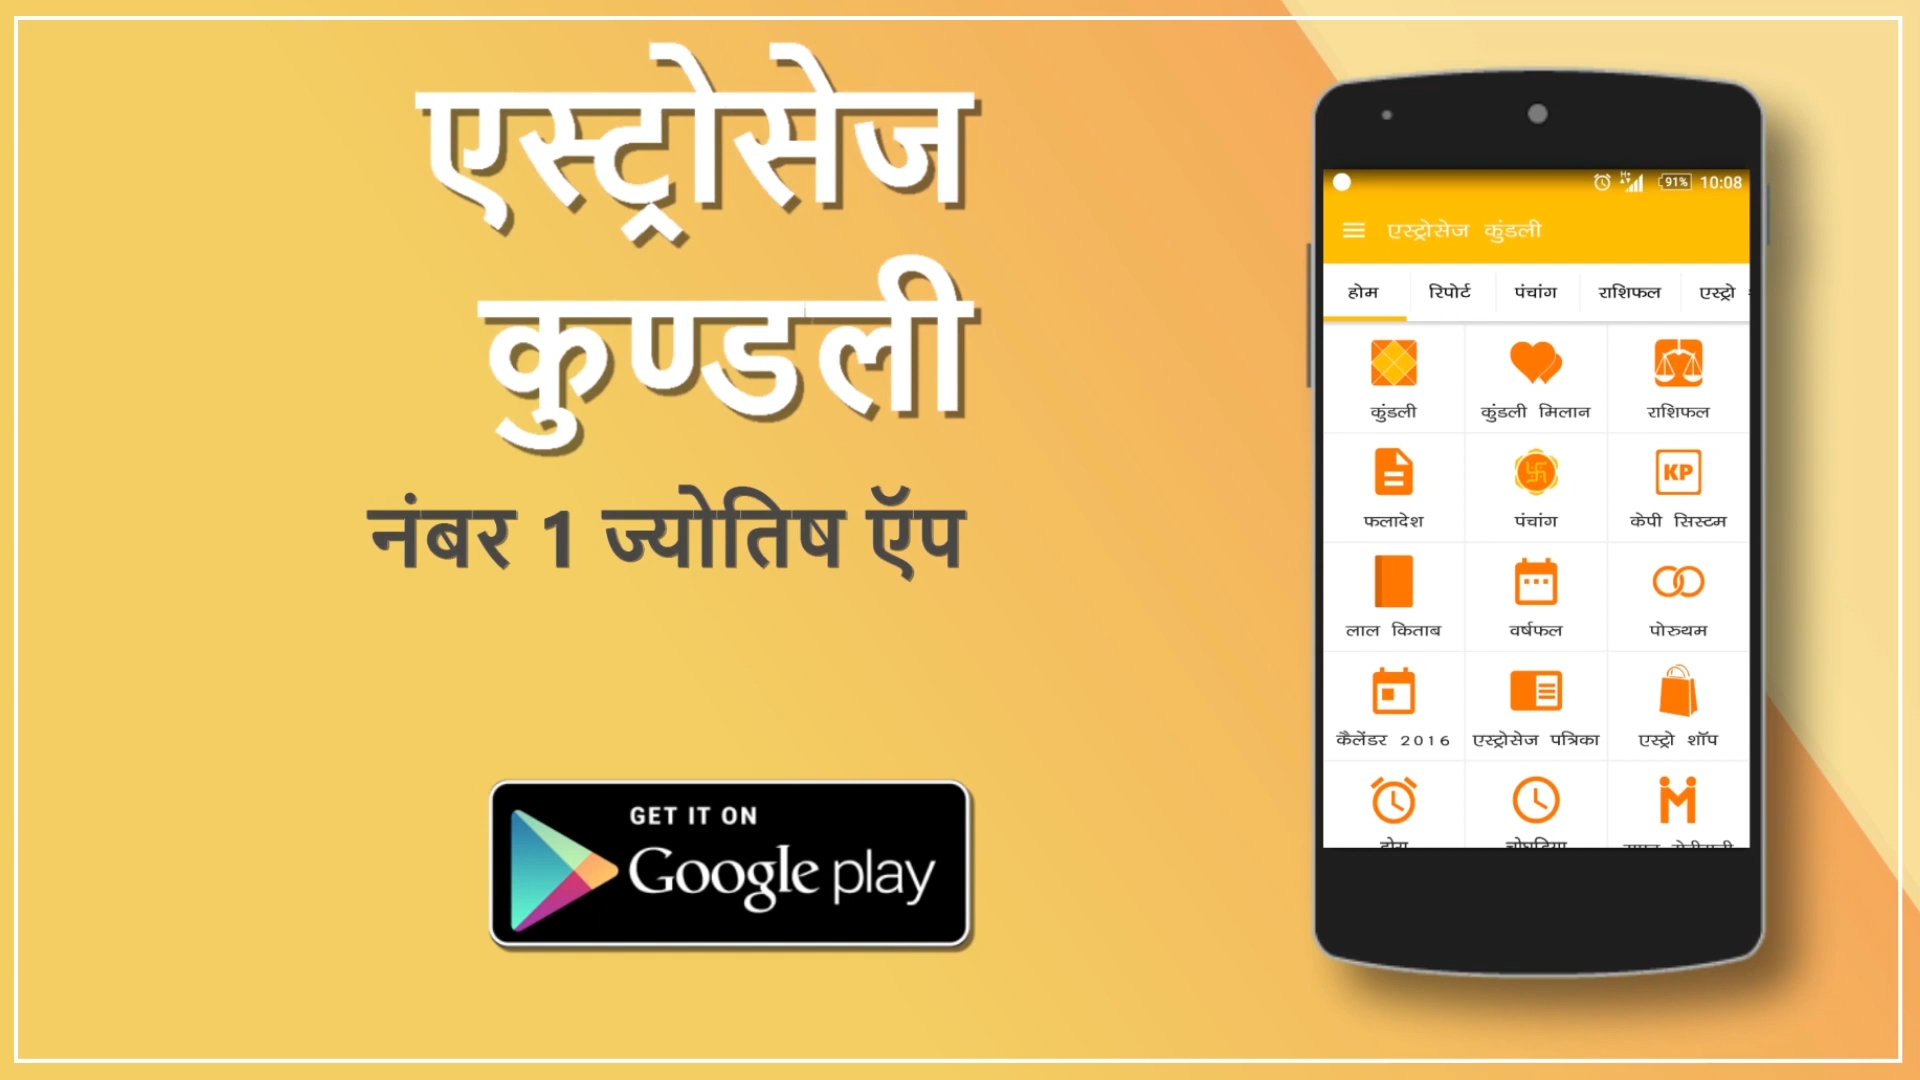 एस्ट्रोसेज
कुण्डली
नंबर 1 ज्योतिष ऍप
GET IT ON
Google play
91% 10:08
एस्ट्रोसेज कुंडली
होम रिपोर्ट पंचांग राशिफल एस्ट्रो
कुंडली कुंडली मिलान राशिफल
KP
फलादेश पंचांग केपी सिस्टम
लाल किताब वर्षफल पोरुथम
कैलेंडर 2016 एस्ट्रोसेज पत्रिका एस्ट्रो शॉप